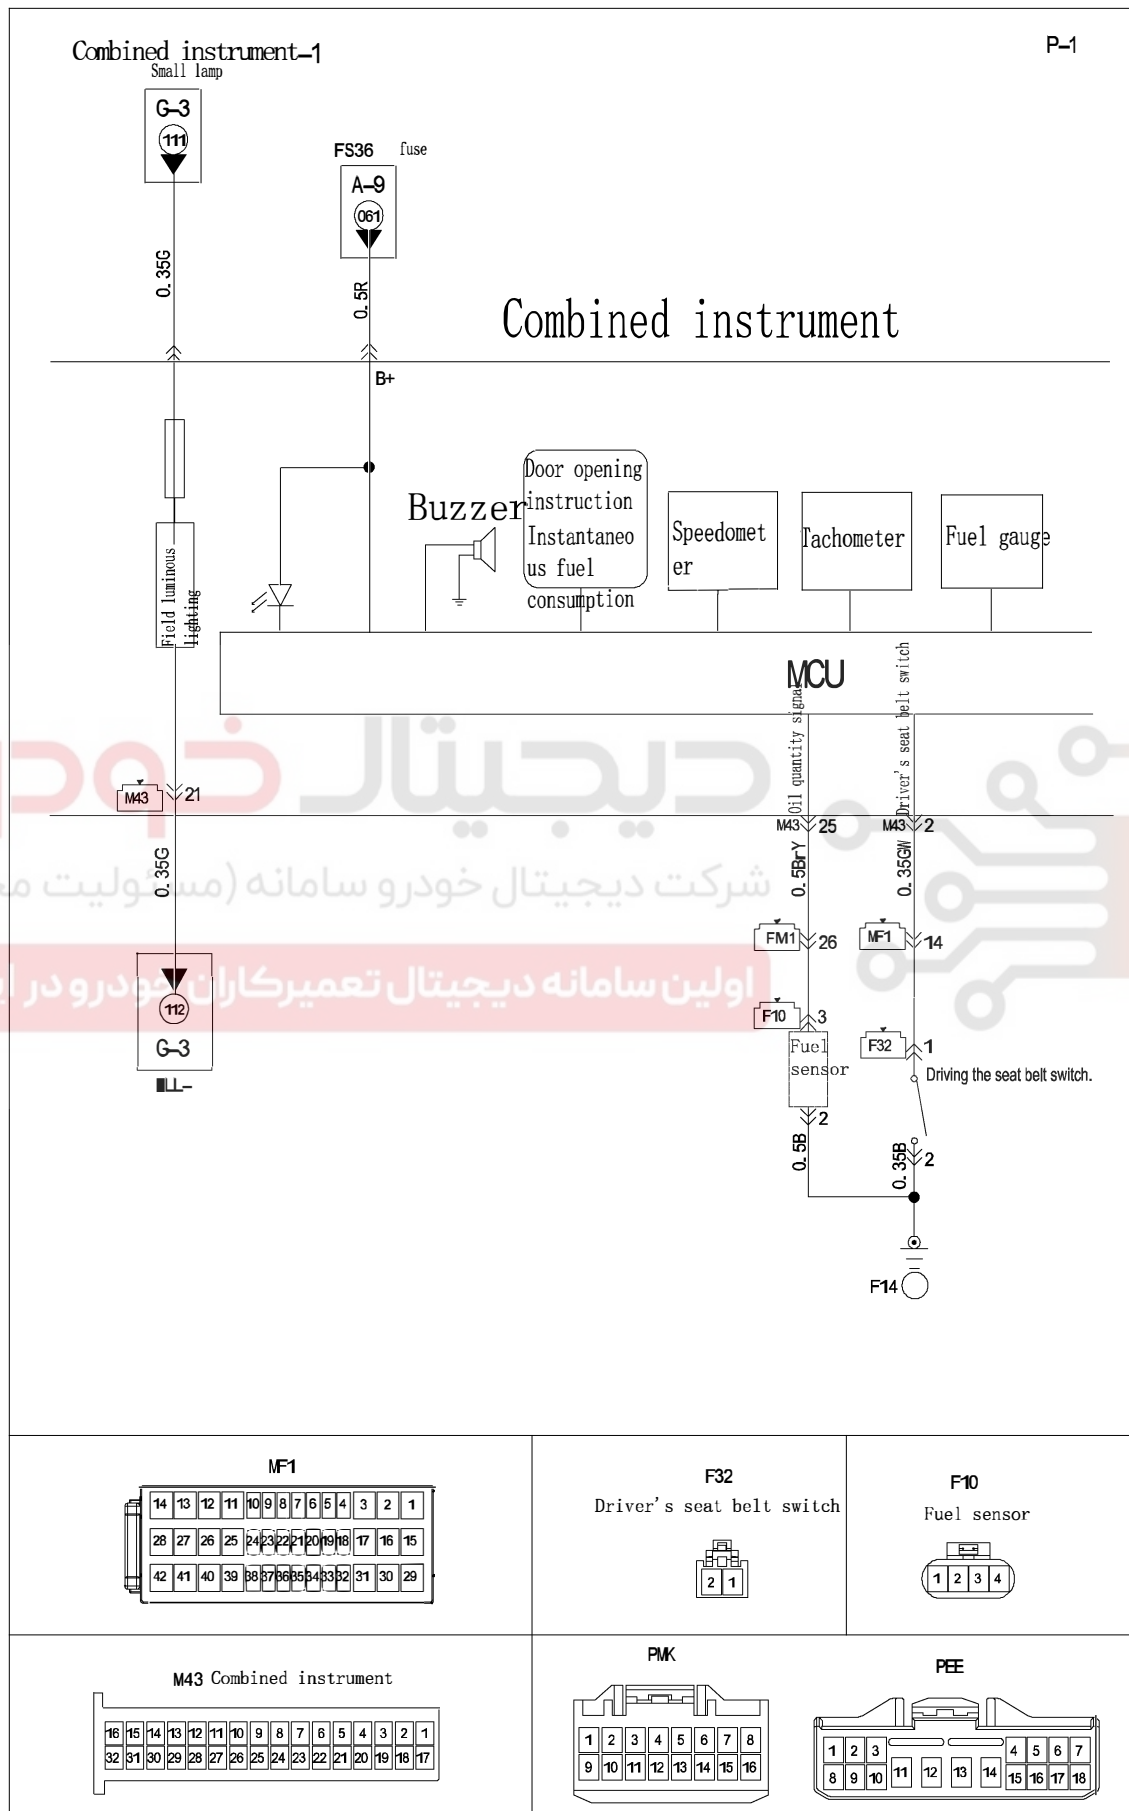 Combined instrument-1
P-1
Small lamp
G-3
111
FS36 fuse
A-9
061
0.35G
0.5R
Combined instrument
B+
Buzzer
Door opening
instruction
Instantaneo
us fuel
consumption
Speedomet
er
Tachometer
Fuel gauge
Field luminous
lighting
MCU
Oil quantity signal
Driver's seat belt switch
دیجیتال خودر
M43 21
M43 25
M43 2
0.35G
0.5BrY
0.35GW
شرکت دیجیتال خودرو سامانه (مسئولیت مح
FM1 26
MF1 14
اولین سامانه دیجیتال تعمیرکاران خودرو در ای
112
G-3
ILL-
F10 3
Fuel
sensor
F32 1
Driving the seat belt switch.
2
0.5B
0.35B
2
F14
MF1
14 13 12 11 10 9 8 7 6 5 4 3 2 1
28 27 26 25 24 23 22 21 20 19 18 17 16 15
42 41 40 39 38 37 36 35 34 33 32 31 30 29
F32
Driver's seat belt switch
2 1
F10
Fuel sensor
1 2 3 4
M43 Combined instrument
16 15 14 13 12 11 10 9 8 7 6 5 4 3 2 1
32 31 30 29 28 27 26 25 24 23 22 21 20 19 18 17
PMK
1 2 3 4 5 6 7 8
9 10 11 12 13 14 15 16
PEE
1 2 3 4 5 6 7
8 9 10 11 12 13 14 15 16 17 18